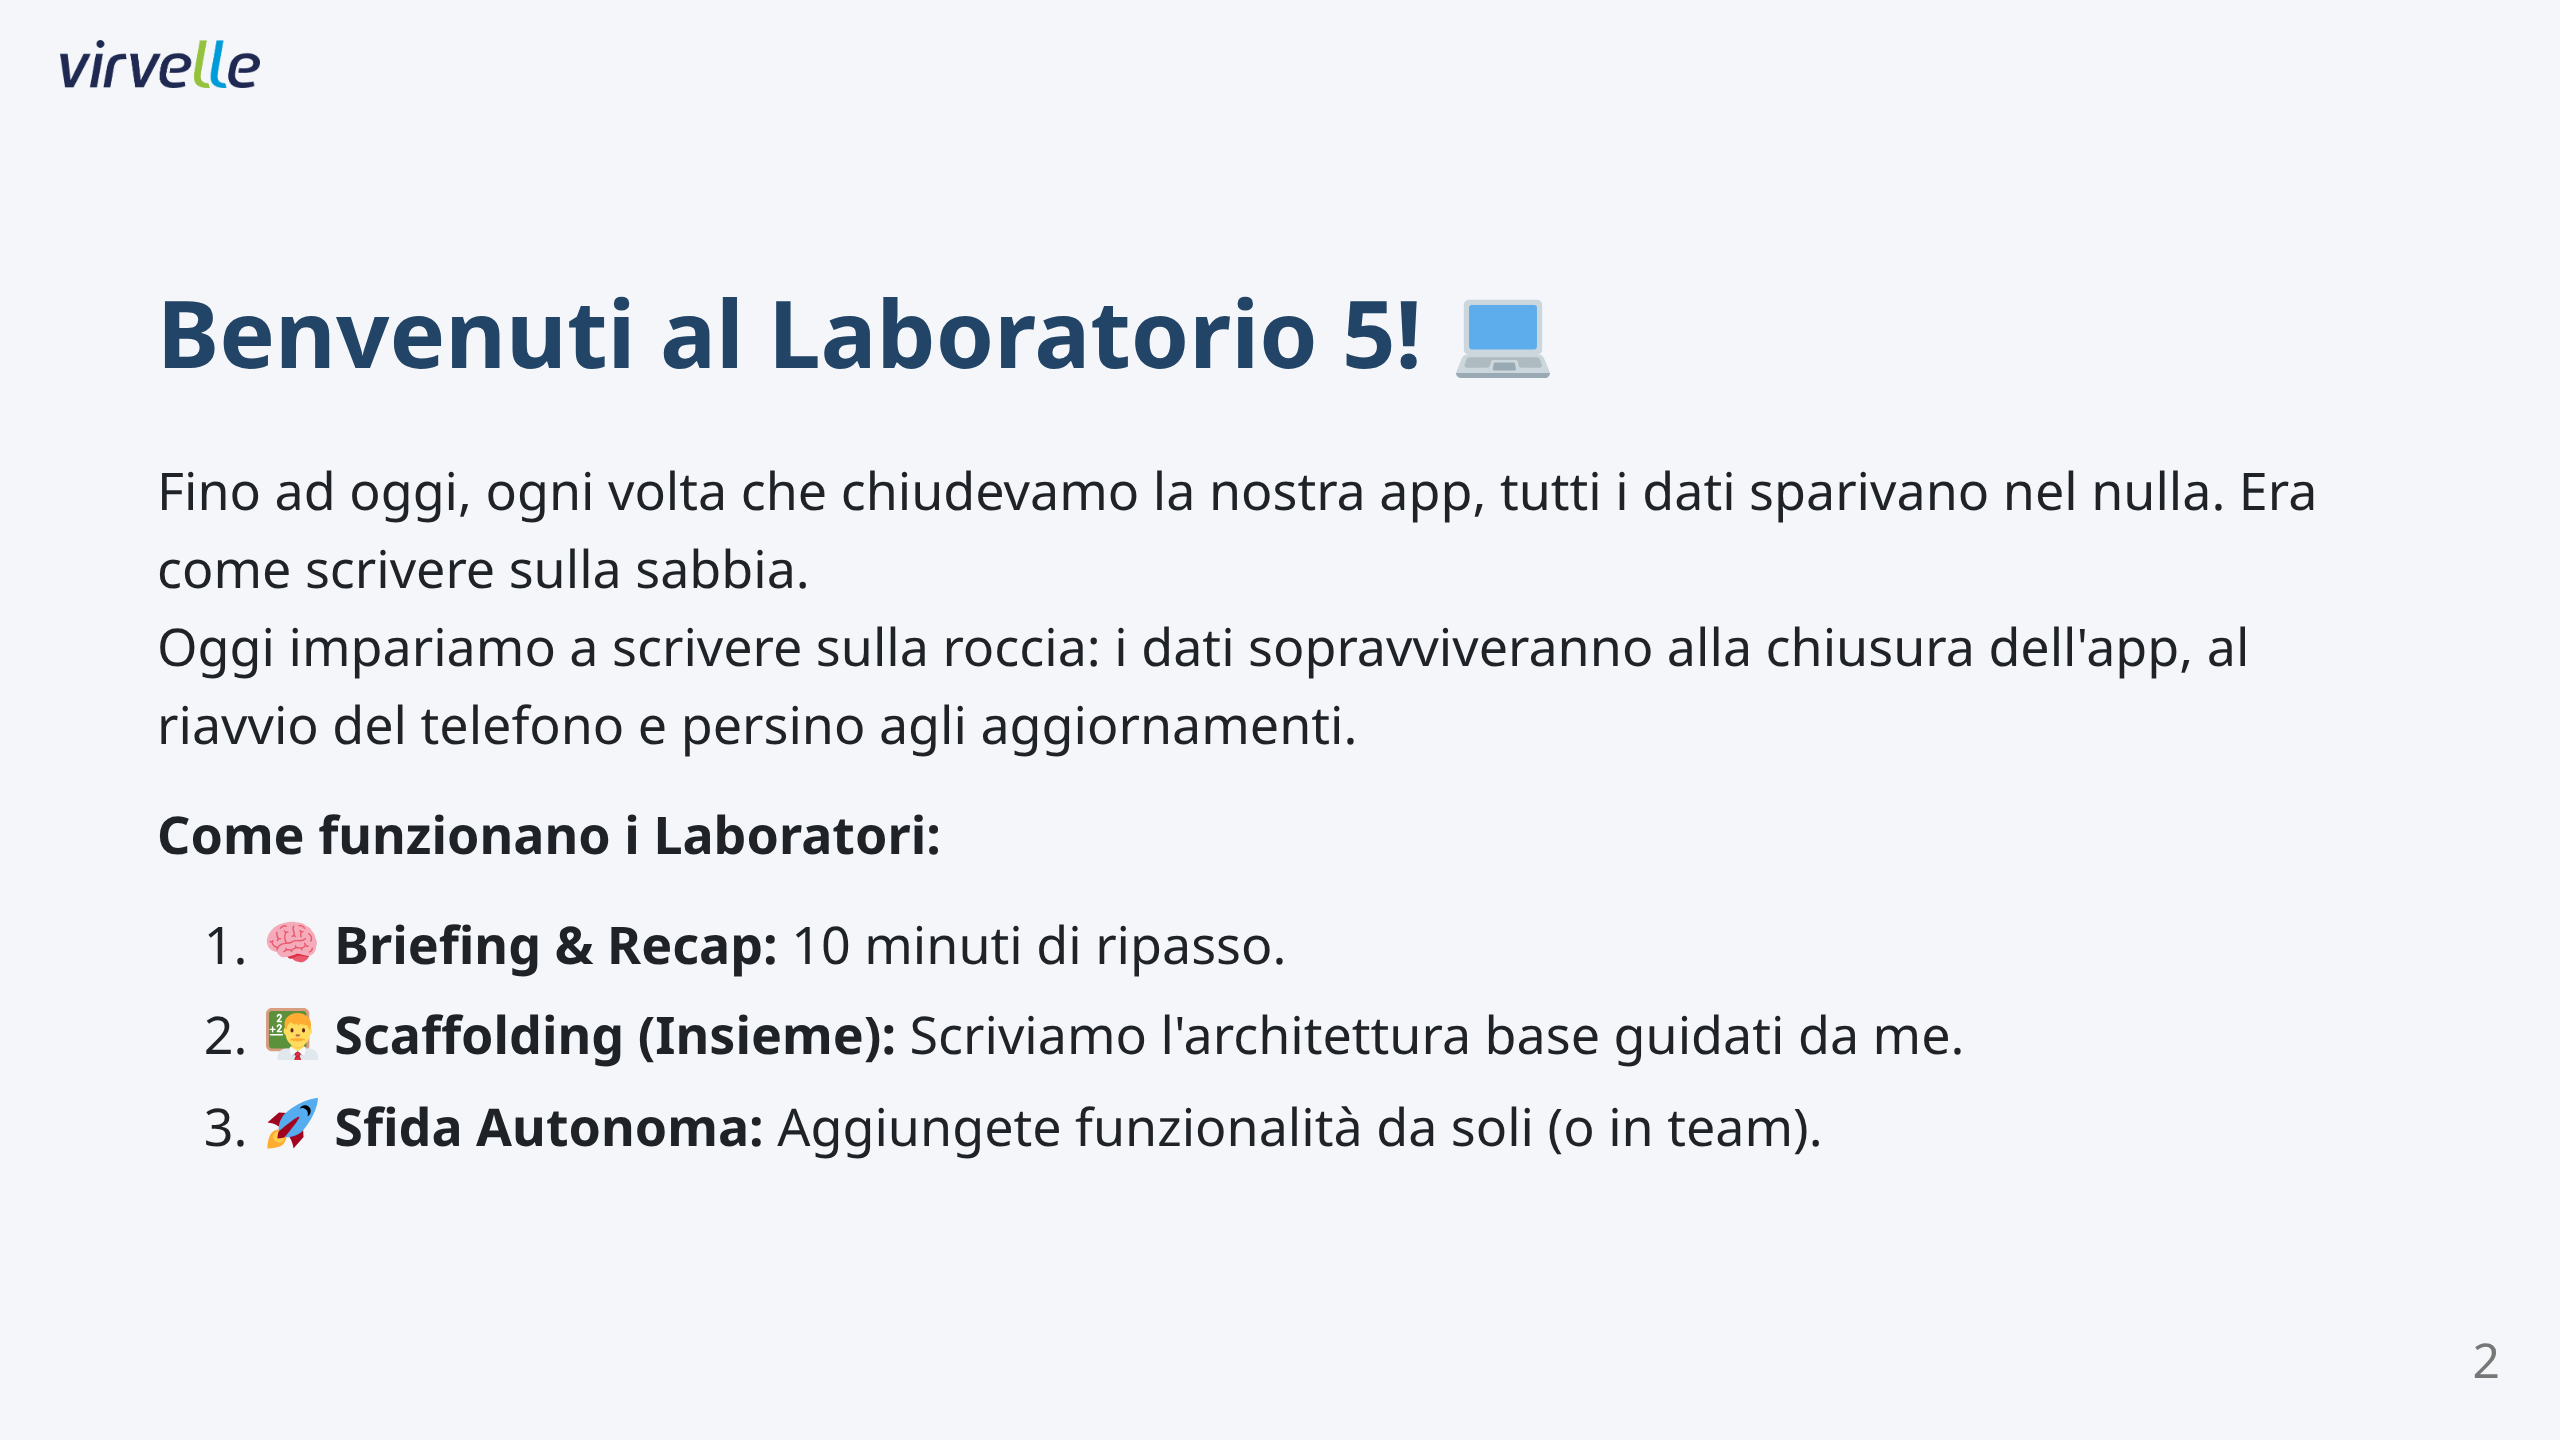 virvelle
Benvenuti al Laboratorio 5! 💻
Fino ad oggi, ogni volta che chiudevamo la nostra app, tutti i dati sparivano nel nulla. Era
come scrivere sulla sabbia.
Oggi impariamo a scrivere sulla roccia: i dati sopravviveranno alla chiusura dell'app, al
riavvio del telefono e persino agli aggiornamenti.
Come funzionano i Laboratori:
1. 🧠 Briefing & Recap: 10 minuti di ripasso.
2. 👨‍🏫 Scaffolding (Insieme): Scriviamo l'architettura base guidati da me.
3. 🚀 Sfida Autonoma: Aggiungete funzionalità da soli (o in team).
2